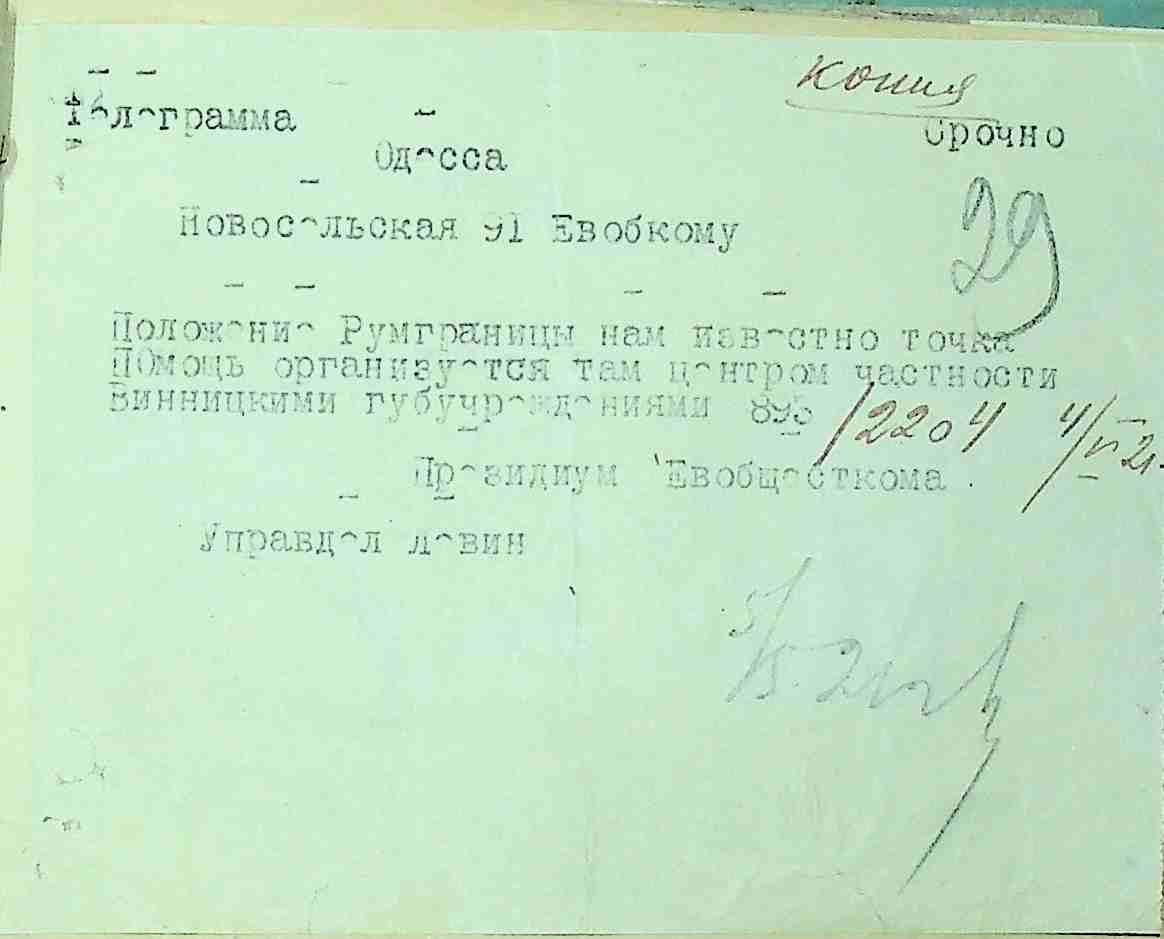 копия
Телеграмма
Срочно
Одесса
29
Новосельская 91 Евобкому
Положение Румграницы нам известно точка
Помощь организуется там центром частности
Винницкими губучреждениями 895/2204 4/VI 21.
Президиум Евобщесткома
Управдел Левин